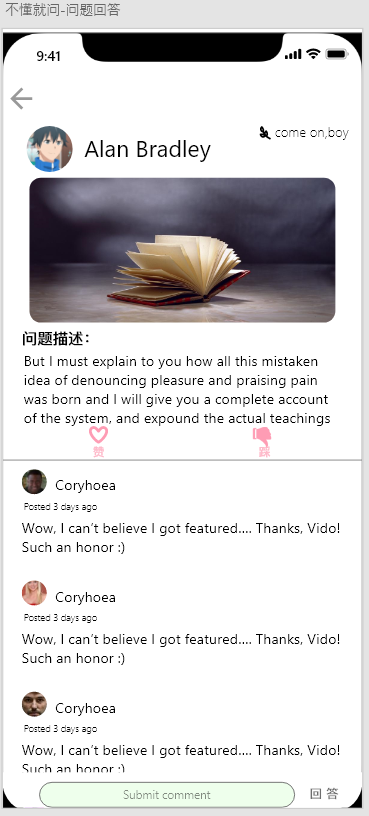 不懂就问-问题回答
9:41
come on,boy
Alan Bradley
问题描述:
But I must explain to you how all this mistaken
idea of denouncing pleasure and praising pain
was born and I will give you a complete account
of the system, and expound the actual teachings
赞 踩
Coryhoea
Posted 3 days ago
Wow, I can't believe I got featured.... Thanks, Vido!
Such an honor :)
Coryhoea
Posted 3 days ago
Wow, I can't believe I got featured.... Thanks, Vido!
Such an honor :)
Coryhoea
Posted 3 days ago
Wow, I can't believe I got featured.... Thanks, Vido!
Such an honor :)
Submit comment 回 答